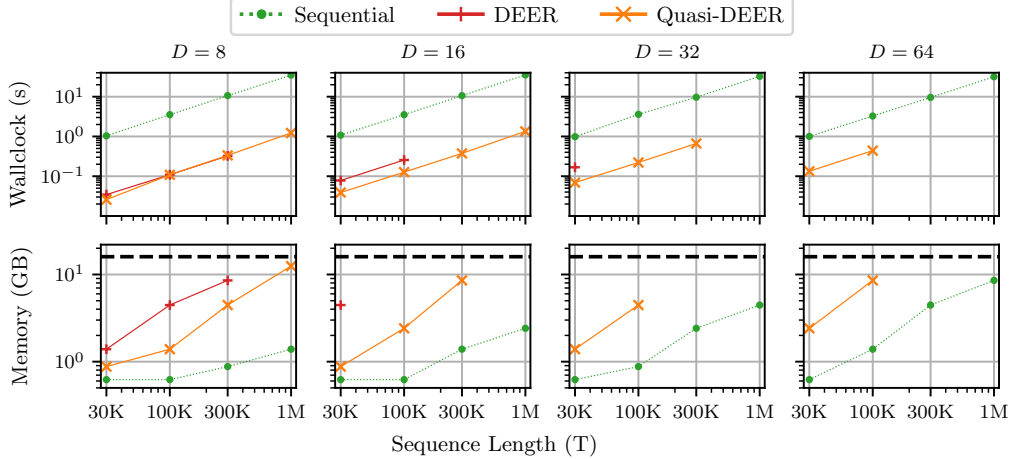 Sequential DEER Quasi-DEER
D = 8 D = 16 D = 32 D = 64
Wallclock (s)
10¹
10⁰
10⁻¹
Memory (GB)
10¹
10⁰
30K 100K 300K 1M 30K 100K 300K 1M 30K 100K 300K 1M 30K 100K 300K 1M
Sequence Length (T)